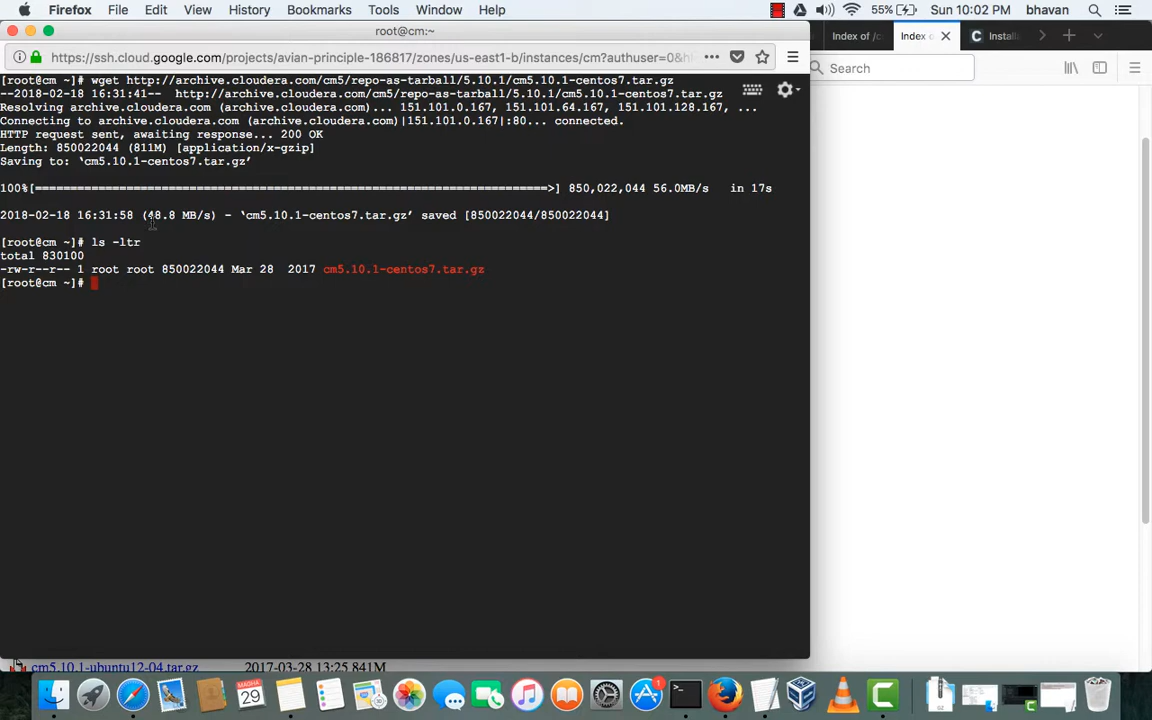 Firefox File Edit View History Bookmarks Tools Window Help 55% Sun 10:02 PM bhavan
root@cm:~
Index of /c Index o Install
https://ssh.cloud.google.com/projects/avian-principle-186817/zones/us-east1-b/instances/cm?authuser=0&h
Search
[root@cm ~]# wget http://archive.cloudera.com/cm5/repo-as-tarball/5.10.1/cm5.10.1-centos7.tar.gz
--2018-02-18 16:31:41-- http://archive.cloudera.com/cm5/repo-as-tarball/5.10.1/cm5.10.1-centos7.tar.gz
Resolving archive.cloudera.com (archive.cloudera.com)... 151.101.0.167, 151.101.64.167, 151.101.128.167, ...
Connecting to archive.cloudera.com (archive.cloudera.com)|151.101.0.167|:80... connected.
HTTP request sent, awaiting response... 200 OK
Length: 850022044 (811M) [application/x-gzip]
Saving to: ‘cm5.10.1-centos7.tar.gz’
100%[=================================================================>] 850,022,044 56.0MB/s in 17s
2018-02-18 16:31:58 (48.8 MB/s) - ‘cm5.10.1-centos7.tar.gz’ saved [850022044/850022044]
[root@cm ~]# ls -ltr
total 830100
-rw-r--r-- 1 root root 850022044 Mar 28 2017 cm5.10.1-centos7.tar.gz
[root@cm ~]#
cm5.10.1-ubuntu12-04.tar.gz 2017-03-28 13:25 841M